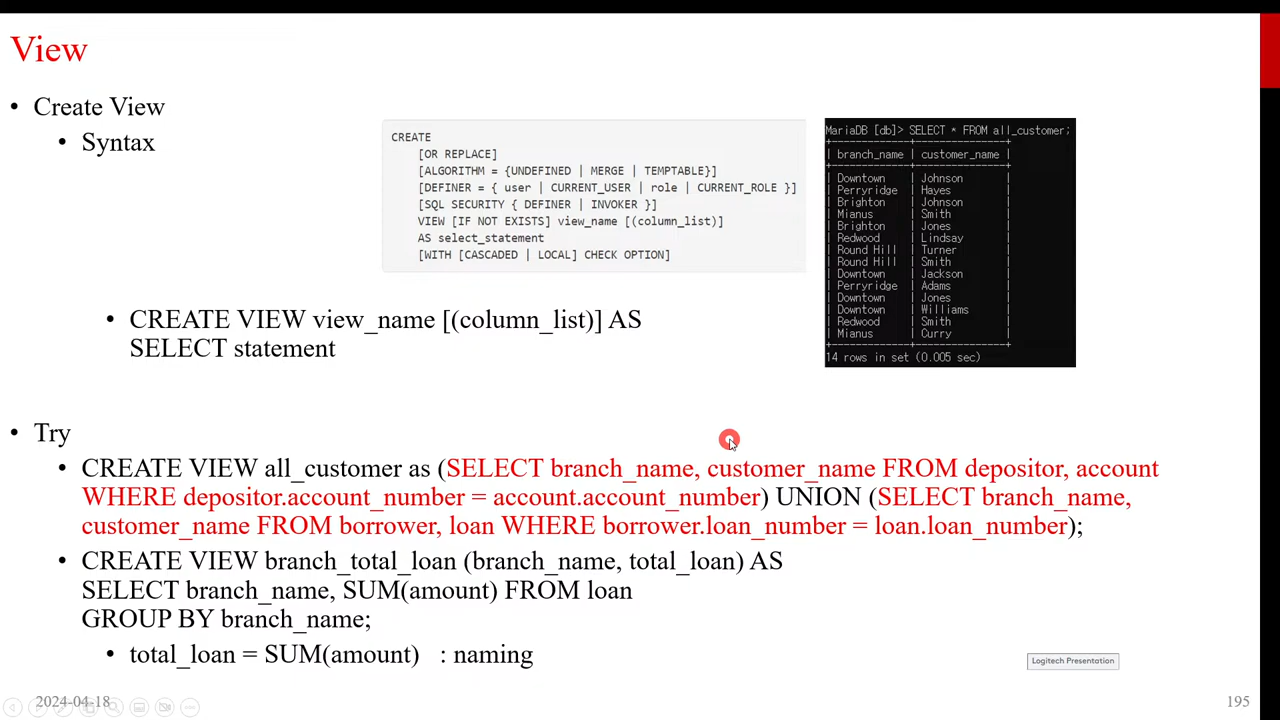 View
• Create View
• Syntax
CREATE
[OR REPLACE]
[ALGORITHM = {UNDEFINED | MERGE | TEMPTABLE}]
[DEFINER = { user | CURRENT_USER | role | CURRENT_ROLE }]
[SQL SECURITY { DEFINER | INVOKER }]
VIEW [IF NOT EXISTS] view_name [(column_list)]
AS select_statement
[WITH [CASCADED | LOCAL] CHECK OPTION]
MariaDB [db]> SELECT * FROM all_customer;
+-------------+---------------+
| branch_name | customer_name |
+-------------+---------------+
| Downtown | Johnson |
| Perryridge | Hayes |
| Brighton | Johnson |
| Mianus | Smith |
| Brighton | Jones |
| Redwood | Lindsay |
| Round Hill | Turner |
| Round Hill | Smith |
| Downtown | Jackson |
| Perryridge | Adams |
| Downtown | Jones |
| Downtown | Williams |
| Redwood | Smith |
| Mianus | Curry |
+-------------+---------------+
14 rows in set (0.005 sec)
• CREATE VIEW view_name [(column_list)] AS
SELECT statement
• Try
• CREATE VIEW all_customer as (SELECT branch_name, customer_name FROM depositor, account
WHERE depositor.account_number = account.account_number) UNION (SELECT branch_name,
customer_name FROM borrower, loan WHERE borrower.loan_number = loan.loan_number);
• CREATE VIEW branch_total_loan (branch_name, total_loan) AS
SELECT branch_name, SUM(amount) FROM loan
GROUP BY branch_name;
• total_loan = SUM(amount) : naming
Logitech Presentation
2024-04-18
195